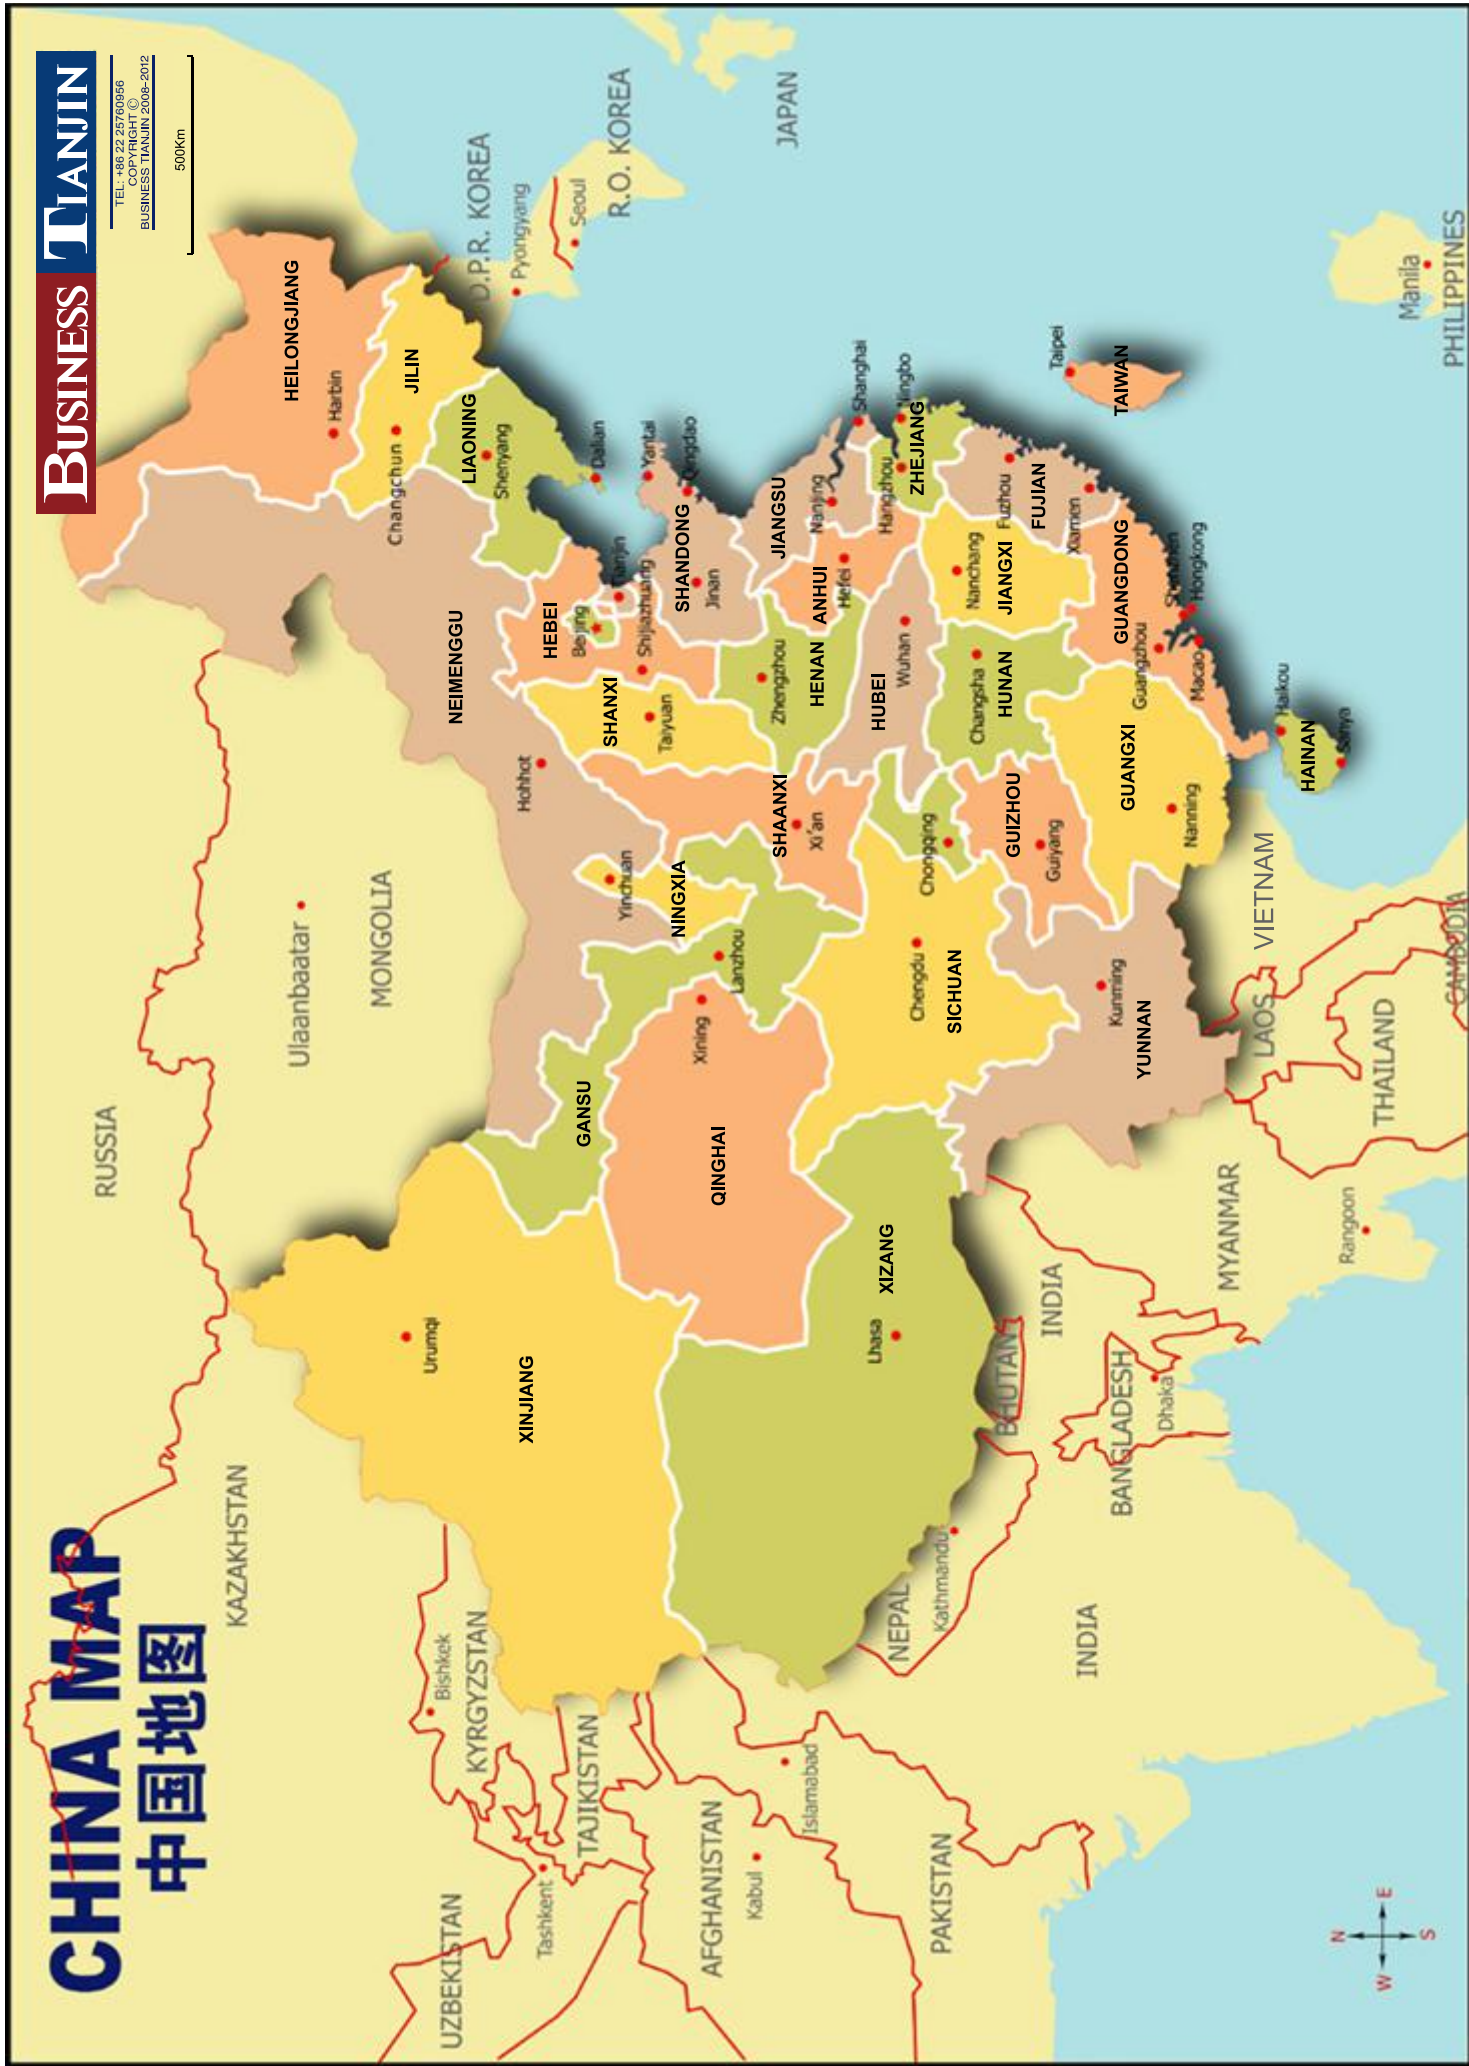 CHINA MAP
中国地图
BUSINESS TIANJIN
TEL: +86 22 25760956
COPYRIGHT ©
BUSINESS TIANJIN 2008-2012
500Km
RUSSIA
KAZAKHSTAN
Ulaanbaatar
MONGOLIA
HEILONGJIANG
Harbin
JILIN
Changchun
LIAONING
Shenyang
Dalian
D.P.R. KOREA
Pyongyang
Seoul
R.O. KOREA
JAPAN
UZBEKISTAN
Tashkent
Bishkek
KYRGYZSTAN
TAJIKISTAN
AFGHANISTAN
Kabul
Islamabad
PAKISTAN
Urumqi
XINJIANG
GANSU
QINGHAI
Xining
Lanzhou
NINGXIA
Yinchuan
NEIMENGGU
Hohhot
HEBEI
Beijing
Tianjin
Shijiazhuang
SHANXI
Taiyuan
SHANDONG
Jinan
Yantai
Qingdao
SHAANXI
Xi'an
HENAN
Zhengzhou
JIANGSU
Nanjing
ANHUI
Hefei
Shanghai
Ningbo
Hangzhou
ZHEJIANG
XIZANG
Lhasa
SICHUAN
Chengdu
Chongqing
HUBEI
Wuhan
HUNAN
Changsha
JIANGXI
Nanchang
FUJIAN
Fuzhou
Xiamen
Taipei
TAIWAN
GUIZHOU
Guiyang
YUNNAN
Kunming
GUANGXI
Nanning
GUANGDONG
Guangzhou
Shenzhen
Hongkong
Macao
Haikou
HAINAN
Sanya
NEPAL
Kathmandu
BHUTAN
INDIA
BANGLADESH
Dhaka
INDIA
MYANMAR
Rangoon
LAOS
VIETNAM
THAILAND
CAMBODIA
Manila
PHILIPPINES
N
W
E
S